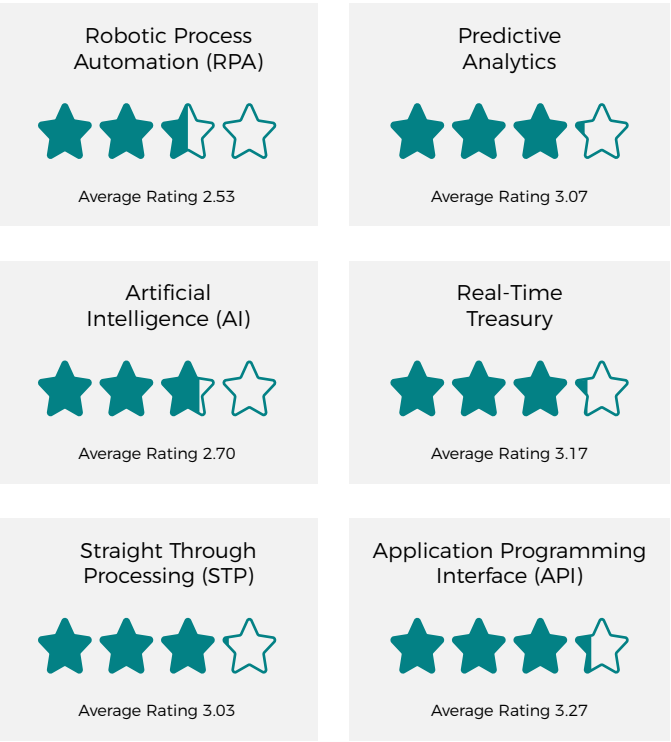 Robotic Process
Automation (RPA)
Average Rating 2.53
Predictive
Analytics
Average Rating 3.07
Artificial
Intelligence (AI)
Average Rating 2.70
Real-Time
Treasury
Average Rating 3.17
Straight Through
Processing (STP)
Average Rating 3.03
Application Programming
Interface (API)
Average Rating 3.27